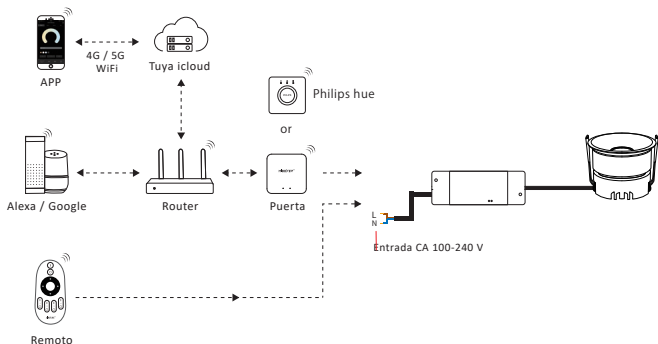 4G / 5G
WiFi
APP
Tuya icloud
Philips hue
or
Alexa / Google
Router
Puerta
L
N
Entrada CA 100-240 V
Remoto